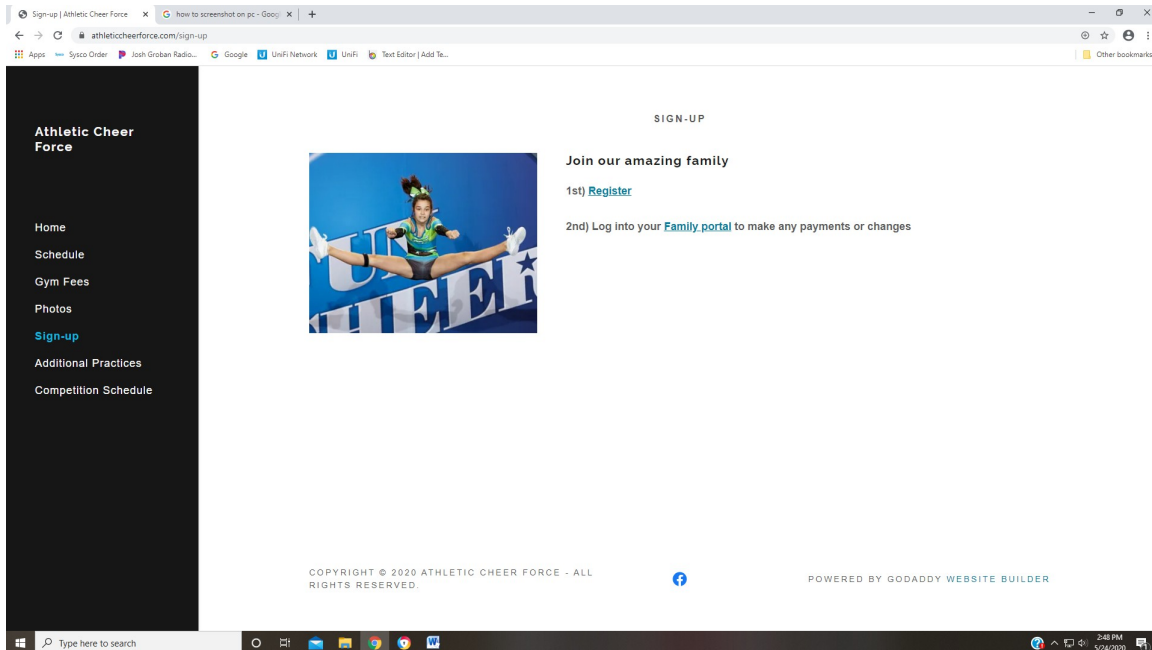 Sign-up | Athletic Cheer Force
how to screenshot on pc - Goog
athleticcheerforce.com/sign-up
Apps
Sysco Order
Josh Groban Radio...
Google
UniFi Network
UniFi
Text Editor | Add Te...
Other bookmarks
Athletic Cheer
Force
Home
Schedule
Gym Fees
Photos
Sign-up
Additional Practices
Competition Schedule
SIGN-UP
CHEER
Join our amazing family
1st) Register
2nd) Log into your Family portal to make any payments or changes
COPYRIGHT © 2020 ATHLETIC CHEER FORCE - ALL
RIGHTS RESERVED.
POWERED BY GODADDY WEBSITE BUILDER
Type here to search
2:48 PM
5/24/2020